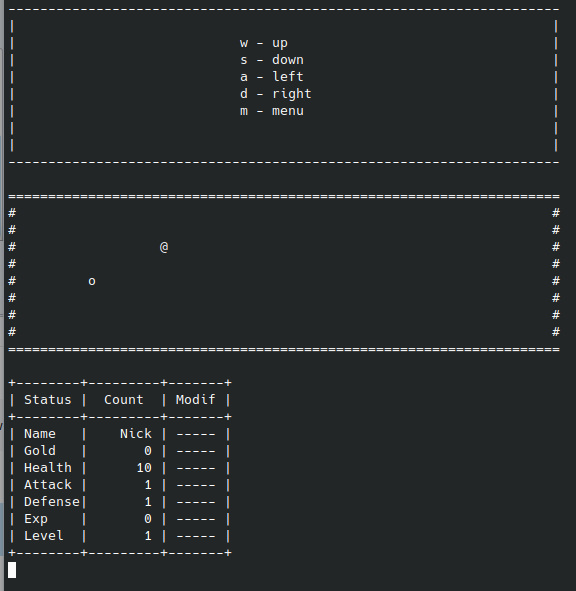 ---------------------------------------------------------------------
|                                                                   |
|                            w - up                                 |
|                            s - down                               |
|                            a - left                               |
|                            d - right                              |
|                            m - menu                               |
|                                                                   |
|                                                                   |
---------------------------------------------------------------------
=====================================================================
#                                                                   #
#                                                                   #
#                  @                                                #
#                                                                   #
#         o                                                         #
#                                                                   #
#                                                                   #
#                                                                   #
=====================================================================
+--------+---------+-------+
| Status |  Count  | Modif |
+--------+---------+-------+
| Name   |    Nick | ----- |
| Gold   |       0 | ----- |
| Health |      10 | ----- |
| Attack |       1 | ----- |
| Defense|       1 | ----- |
| Exp    |       0 | ----- |
| Level  |       1 | ----- |
+--------+---------+-------+